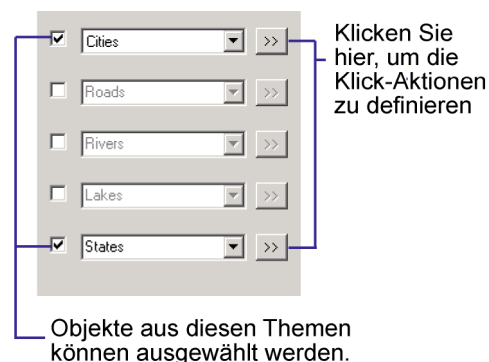 Cities >>
Roads >>
Rivers >>
Lakes >>
States >>
Klicken Sie
hier, um die
Klick-Aktionen
zu definieren
Objekte aus diesen Themen
können ausgewählt werden.